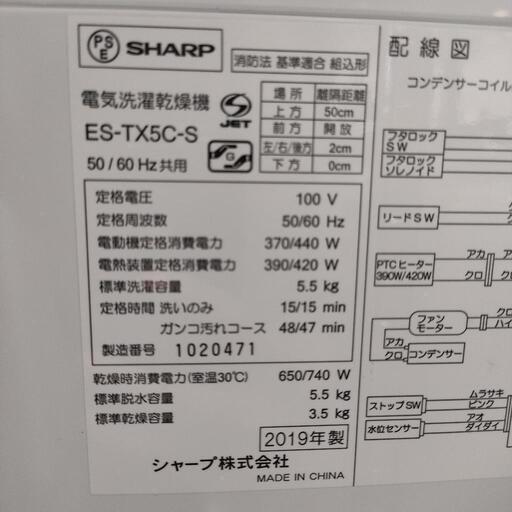 PSE SHARP
電気洗濯乾燥機
ES-TX5C-S
50/60Hz共用
JET
G
消防法 基準適合 組込形
場所 離隔距離
上方 50cm
前方 開放
左/右/後方 2cm
下方 0cm
定格電圧 100 V
定格周波数 50/60 Hz
電動機定格消費電力 370/440 W
電熱装置定格消費電力 390/420 W
標準洗濯容量 5.5 kg
定格時間 洗いのみ 15/15 min
ガンコ汚れコース 48/47 min
製造番号 1020471
乾燥時消費電力(室温30℃) 650/740 W
標準脱水容量 5.5 kg
標準乾燥容量 3.5 kg
2019年製
シャープ株式会社
MADE IN CHINA
配線図
コンデンサーコイル
フタロック
SW
フタロック
ソレノイド
リードSW
PTCヒーター
390W/420W
アカ
クロ
ファン
モーター
アカ
クロ
コンデンサー
ストップSW
ムラサキ
ピンク
水位センサー
アオ
ダイダイ